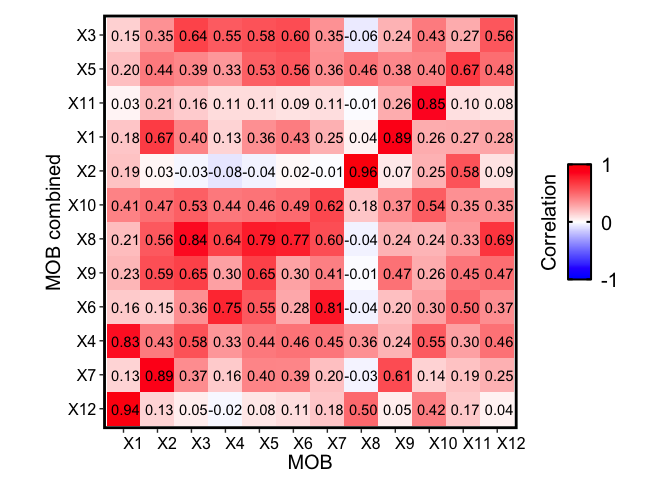 X3 0.15 0.35 0.64 0.55 0.58 0.60 0.35 -0.06 0.24 0.43 0.27 0.56
X5 0.20 0.44 0.39 0.33 0.53 0.56 0.36 0.46 0.38 0.40 0.67 0.48
X11 0.03 0.21 0.16 0.11 0.11 0.09 0.11 -0.01 0.26 0.85 0.10 0.08
X1 0.18 0.67 0.40 0.13 0.36 0.43 0.25 0.04 0.89 0.26 0.27 0.28
X2 0.19 0.03 -0.03 -0.08 -0.04 0.02 -0.01 0.96 0.07 0.25 0.58 0.09
X10 0.41 0.47 0.53 0.44 0.46 0.49 0.62 0.18 0.37 0.54 0.35 0.35
X8 0.21 0.56 0.84 0.64 0.79 0.77 0.60 -0.04 0.24 0.24 0.33 0.69
X9 0.23 0.59 0.65 0.30 0.65 0.30 0.41 -0.01 0.47 0.26 0.45 0.47
X6 0.16 0.15 0.36 0.75 0.55 0.28 0.81 -0.04 0.20 0.30 0.50 0.37
X4 0.83 0.43 0.58 0.33 0.44 0.46 0.45 0.36 0.24 0.55 0.30 0.46
X7 0.13 0.89 0.37 0.16 0.40 0.39 0.20 -0.03 0.61 0.14 0.19 0.25
X12 0.94 0.13 0.05 -0.02 0.08 0.11 0.18 0.50 0.05 0.42 0.17 0.04
X1 X2 X3 X4 X5 X6 X7 X8 X9 X10 X11 X12
MOB
MOB combined
Correlation
1
0
-1